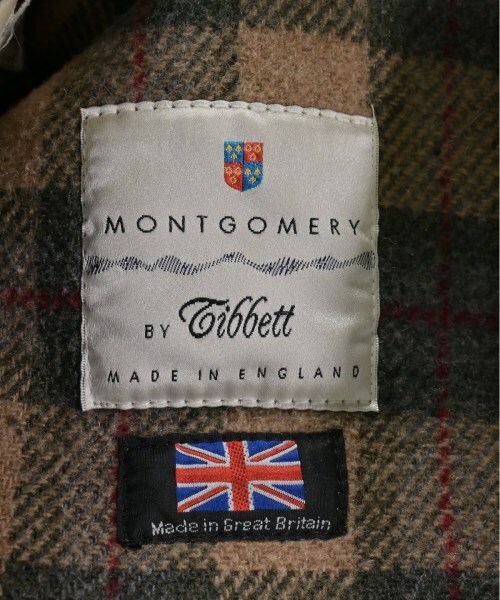 MONTGOMERY
BY Tibbett
MADE IN ENGLAND
Made in Great Britain